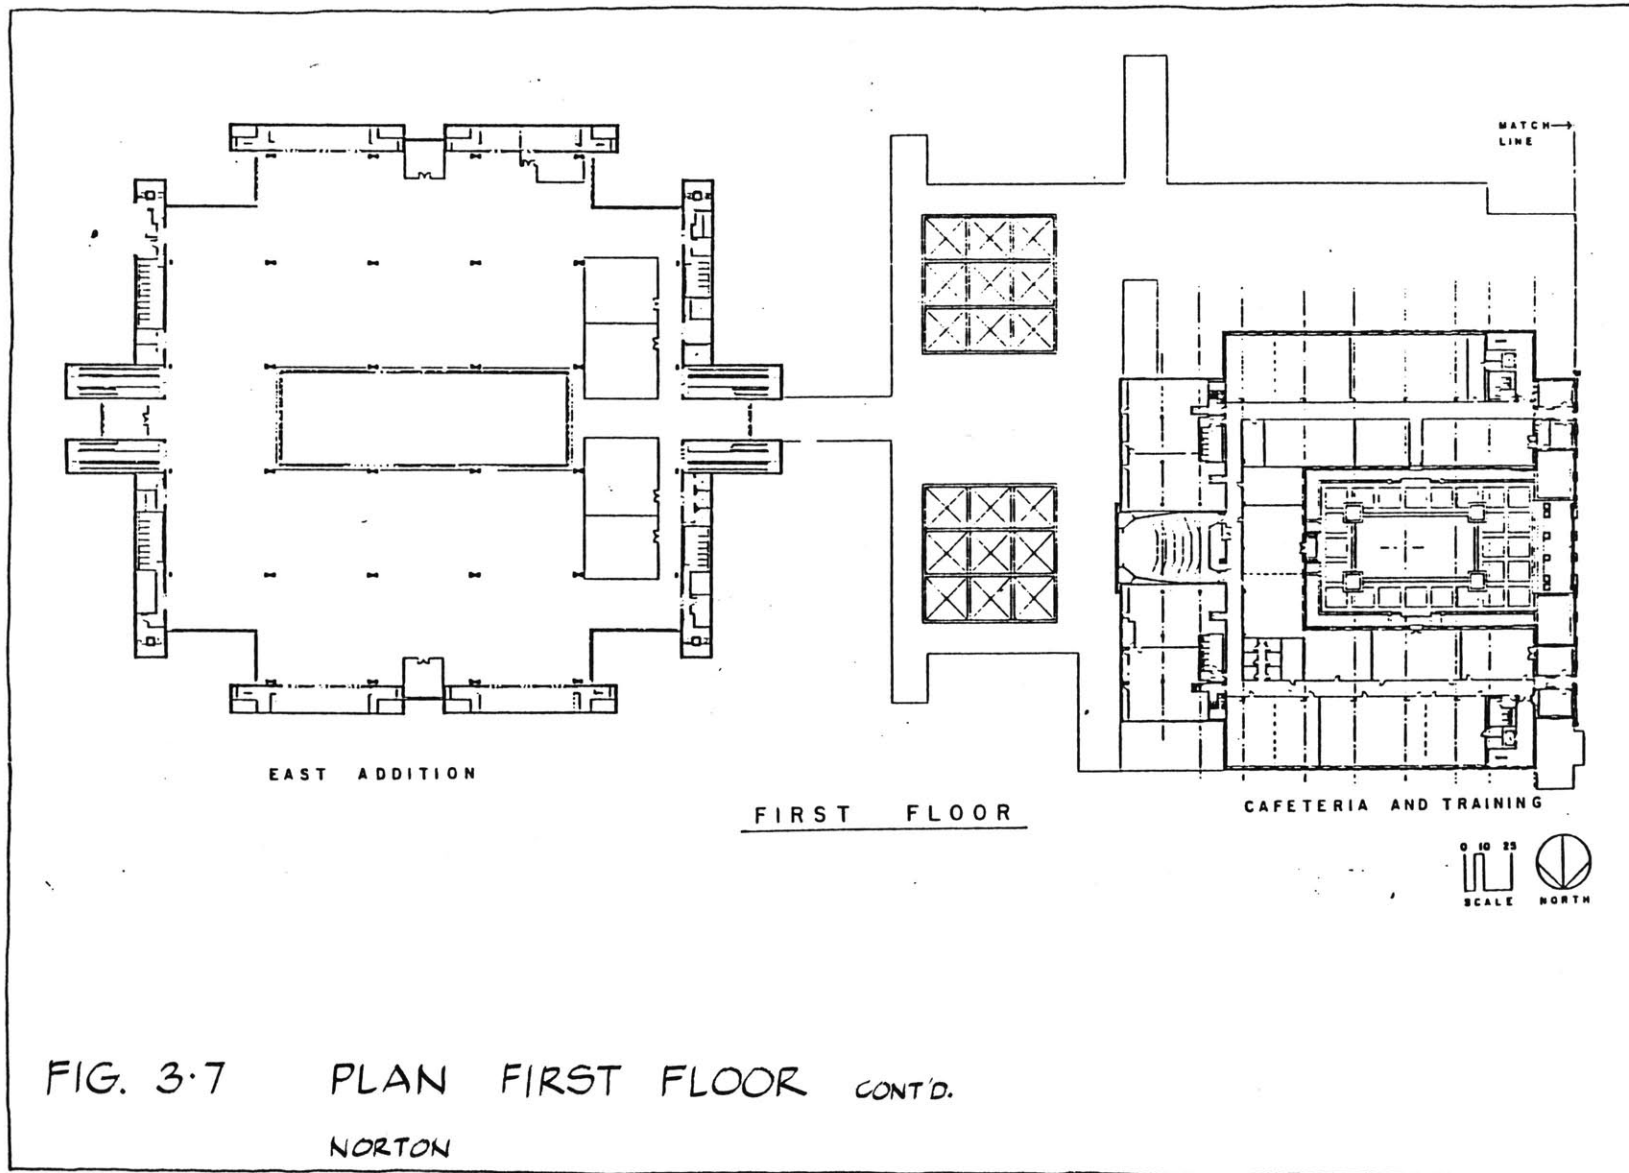 MATCH→
LINE
EAST ADDITION
FIRST FLOOR
CAFETERIA AND TRAINING
0 10 25
SCALE NORTH
FIG. 3.7 PLAN FIRST FLOOR CONT'D.
NORTON